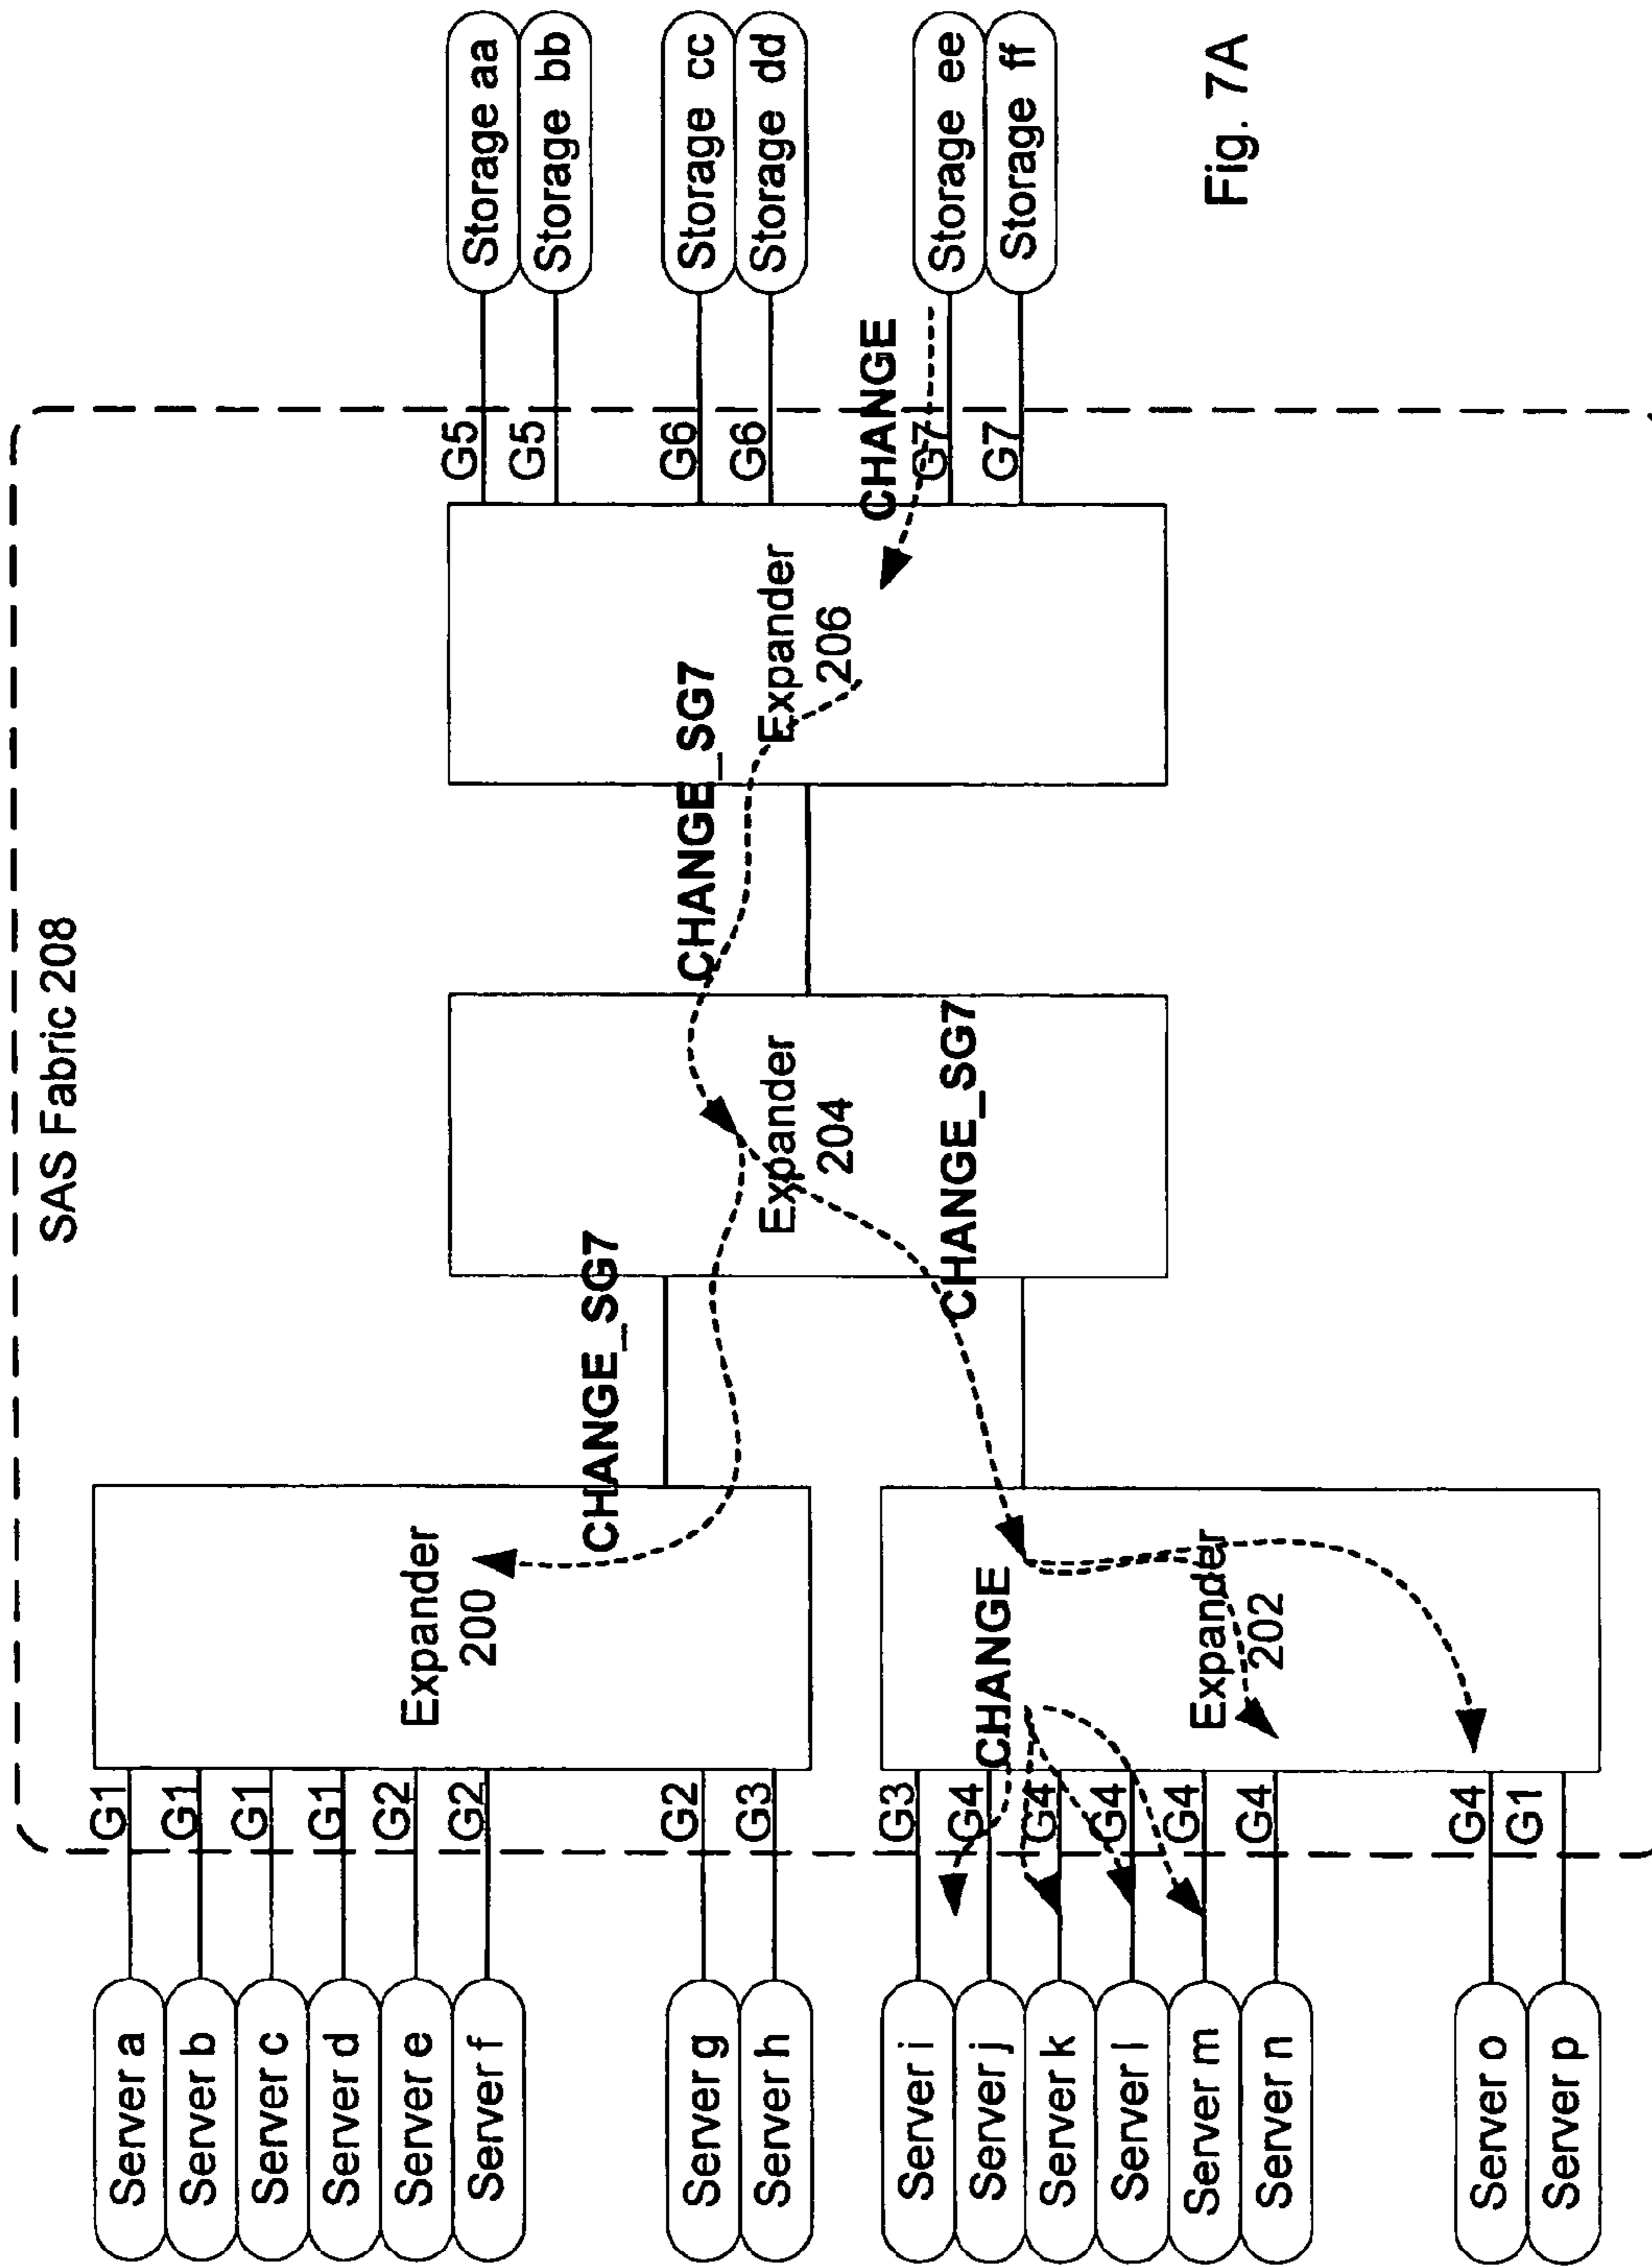 SAS Fabric 208
Server a
Server b
Server c
Server d
Server e
Server f
Server g
Server h
Server i
Server j
Server k
Server l
Server m
Server n
Server o
Server p
G1
G1
G1
G1
G2
G2
G2
G3
G3
G4
G4
G4
G4
G4
G4
G1
Expander
200
CHANGE
Expander
202
CHANGE_SG7
CHANGE_SG7
Expander
204
CHANGE_SG7
Expander
206
CHANGE
G5
G5
G6
G6
G7
G7
Storage aa
Storage bb
Storage cc
Storage dd
Storage ee
Storage ff
Fig. 7A